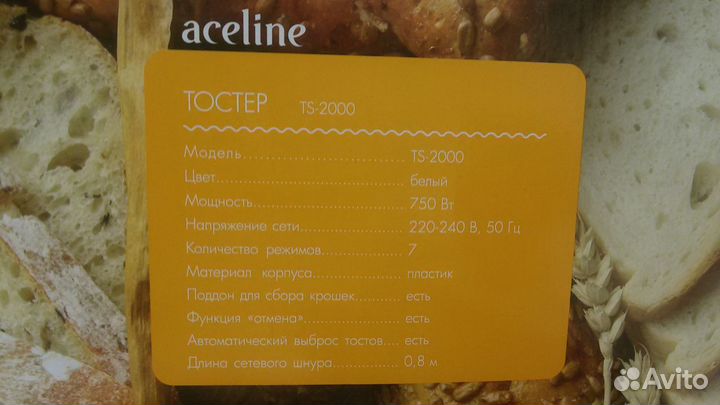 aceline
ТОСТЕР TS-2000
Модель.......................... TS-2000
Цвет.............................. белый
Мощность......................... 750 Вт
Напряжение сети.................. 220-240 В, 50 Гц
Количество режимов............. 7
Материал корпуса............... пластик
Поддон для сбора крошек........ есть
Функция «отмена»................ есть
Автоматический выброс тостов.... есть
Длина сетевого шнура............ 0,8 м
Avito